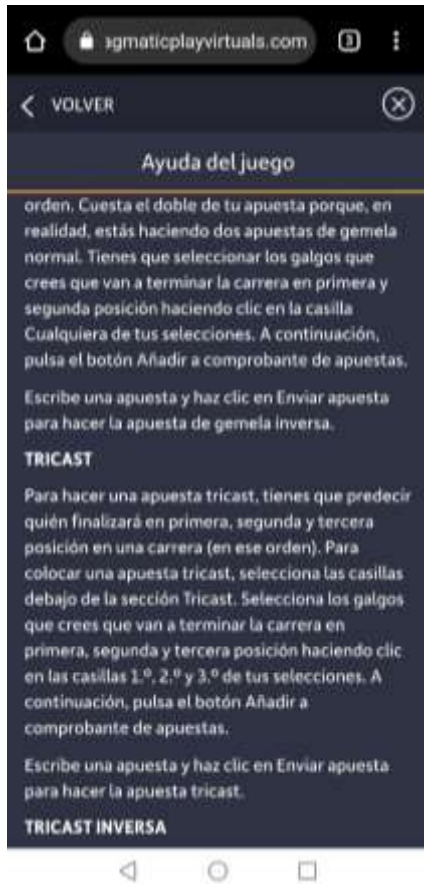 agmaticplayvirtuals.com
3
VOLVER
Ayuda del juego
orden. Cuesta el doble de tu apuesta porque, en
realidad, estás haciendo dos apuestas de gemela
normal. Tienes que seleccionar los galgos que
crees que van a terminar la carrera en primera y
segunda posición haciendo clic en la casilla
Cualquiera de tus selecciones. A continuación,
pulsa el botón Añadir a comprobante de apuestas.
Escribe una apuesta y haz clic en Enviar apuesta
para hacer la apuesta de gemela inversa.
TRICAST
Para hacer una apuesta tricast, tienes que predecir
quién finalizará en primera, segunda y tercera
posición en una carrera (en ese orden). Para
colocar una apuesta tricast, selecciona las casillas
debajo de la sección Tricast. Selecciona los galgos
que crees que van a terminar la carrera en
primera, segunda y tercera posición haciendo clic
en las casillas 1.º, 2.º y 3.º de tus selecciones. A
continuación, pulsa el botón Añadir a
comprobante de apuestas.
Escribe una apuesta y haz clic en Enviar apuesta
para hacer la apuesta tricast.
TRICAST INVERSA